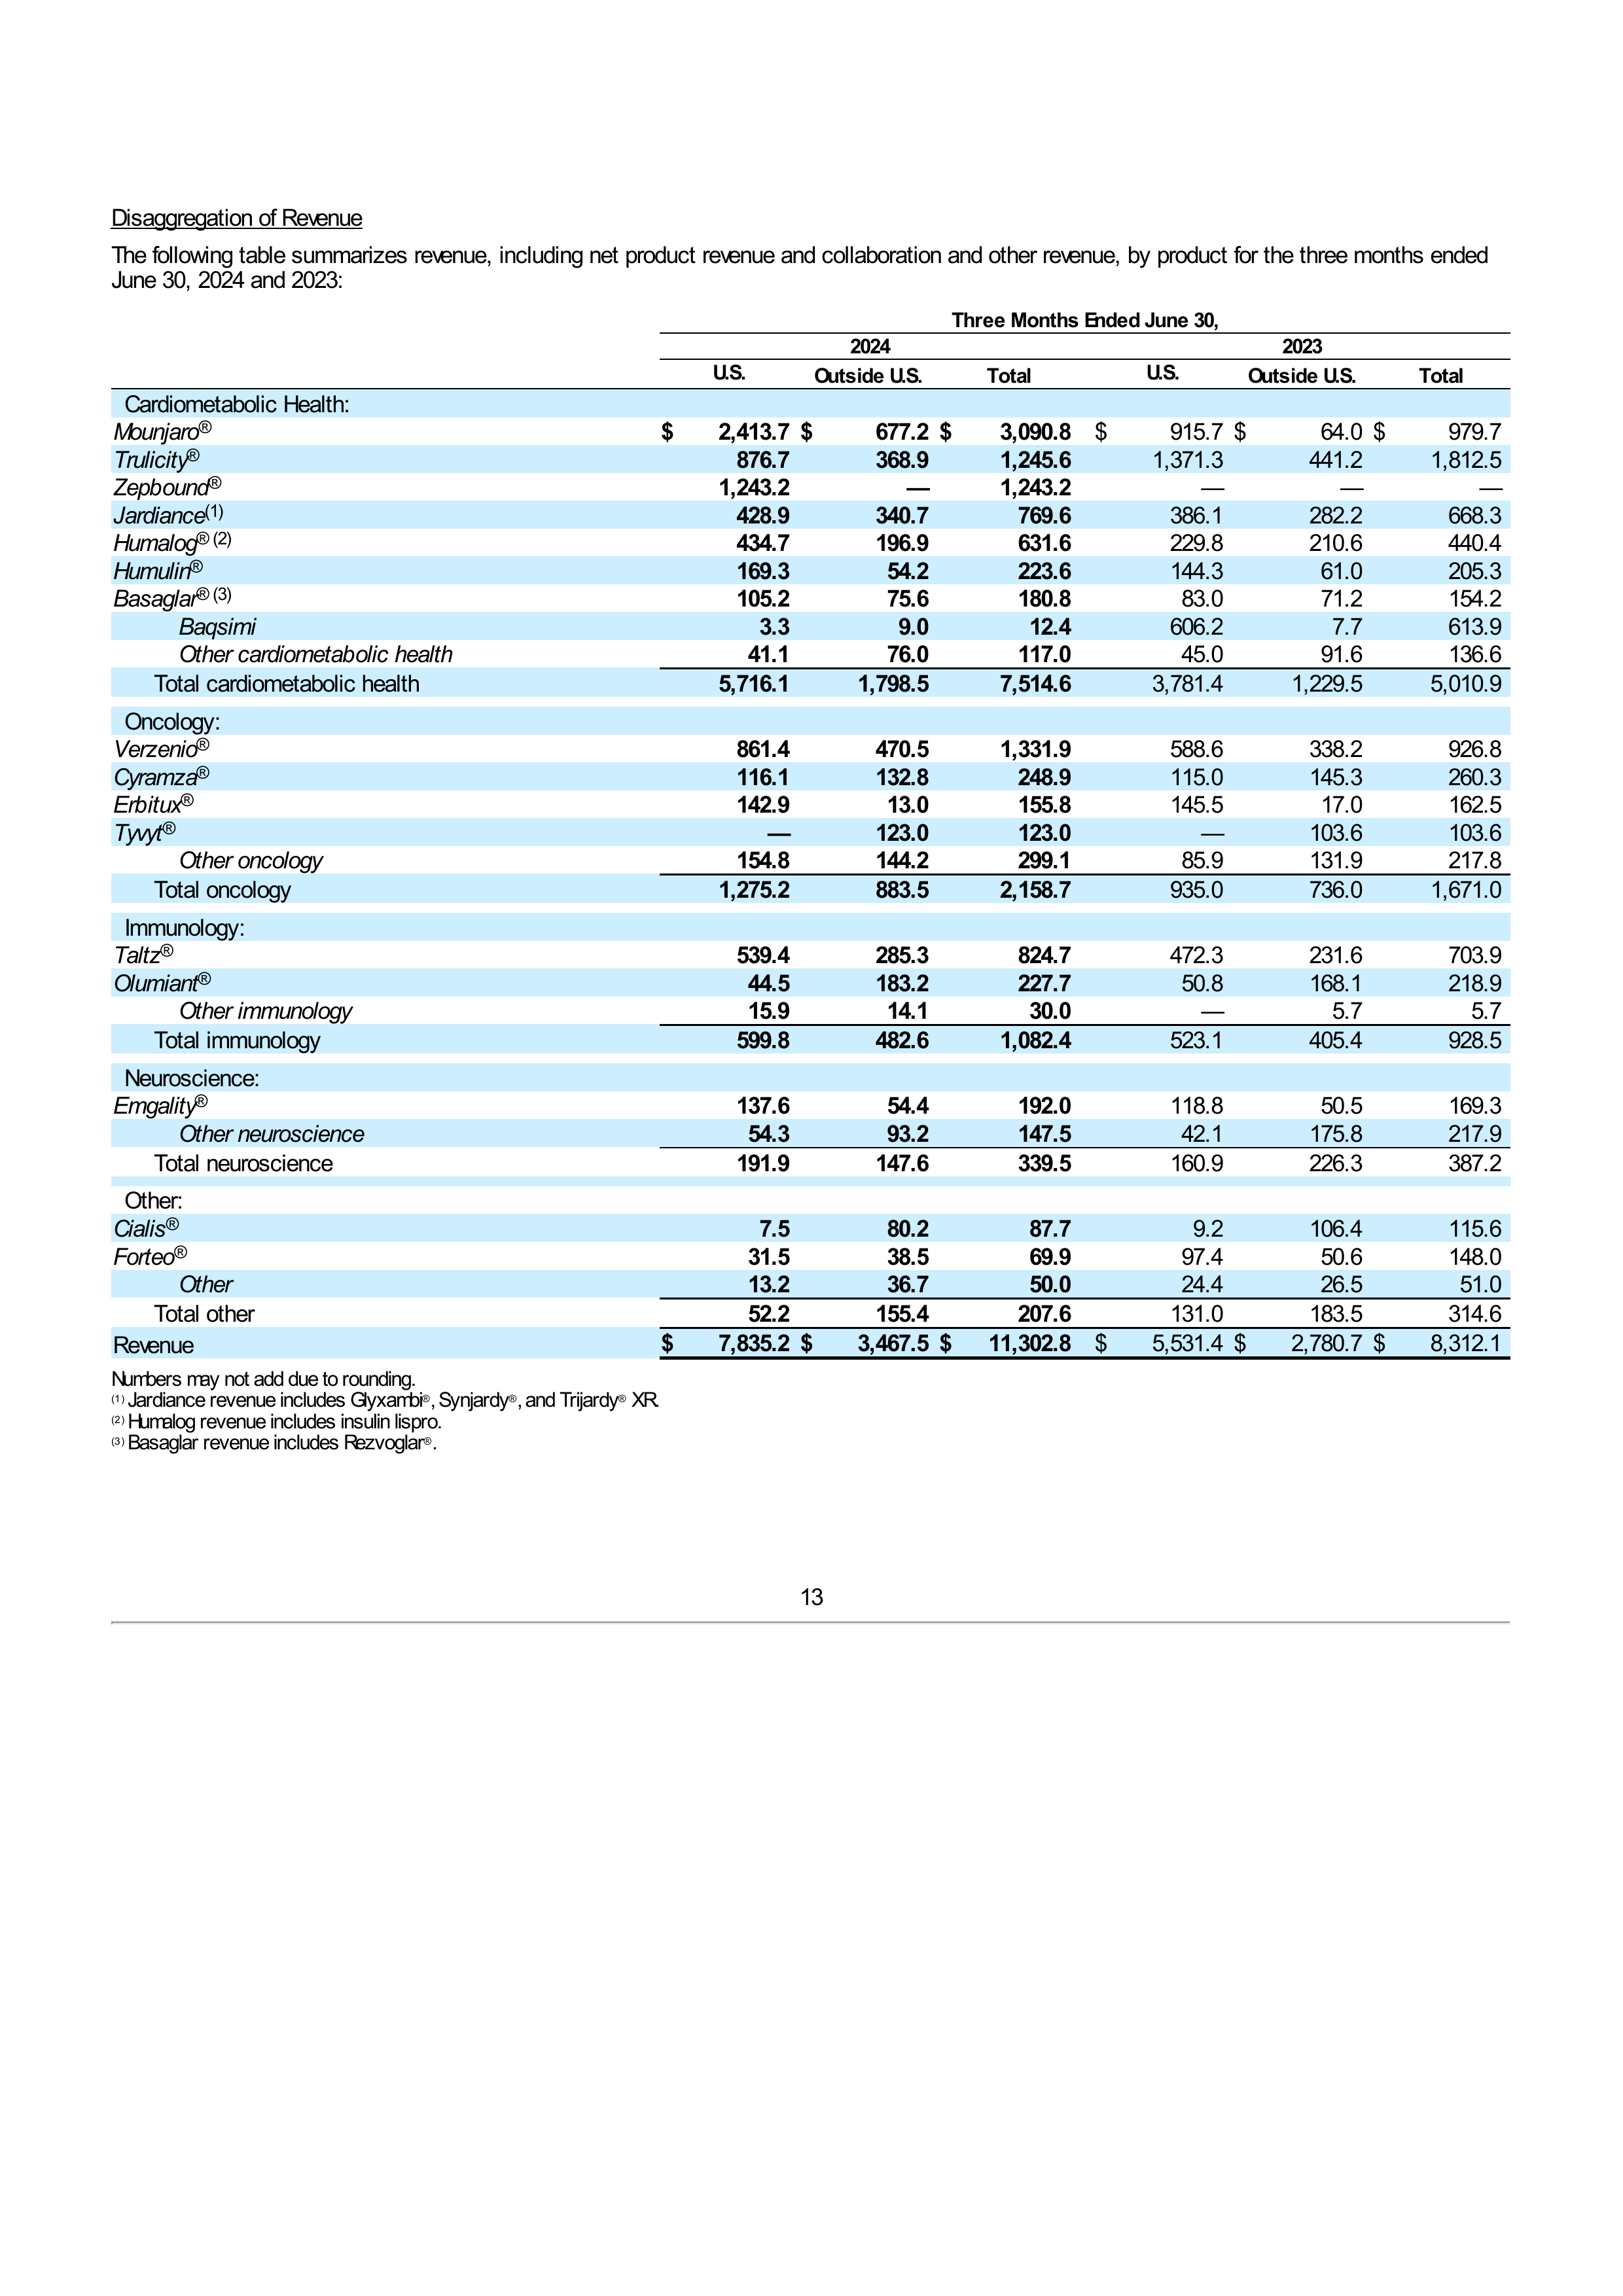 Disaggregation of Revenue
The following table summarizes revenue, including net product revenue and collaboration and other revenue, by product for the three months ended
June 30, 2024 and 2023:
Three Months Ended June 30,
2024 2023
U.S. Outside U.S. Total U.S. Outside U.S. Total
Cardiometabolic Health:
Mounjaro® $ 2,413.7 $ 677.2 $ 3,090.8 $ 915.7 $ 64.0 $ 979.7
Trulicity® 876.7 368.9 1,245.6 1,371.3 441.2 1,812.5
Zepbound® 1,243.2 — 1,243.2 — — —
Jardiance(1) 428.9 340.7 769.6 386.1 282.2 668.3
Humalog® (2) 434.7 196.9 631.6 229.8 210.6 440.4
Humulin® 169.3 54.2 223.6 144.3 61.0 205.3
Basaglar® (3) 105.2 75.6 180.8 83.0 71.2 154.2
Baqsimi 3.3 9.0 12.4 606.2 7.7 613.9
Other cardiometabolic health 41.1 76.0 117.0 45.0 91.6 136.6
Total cardiometabolic health 5,716.1 1,798.5 7,514.6 3,781.4 1,229.5 5,010.9
Oncology:
Verzenio® 861.4 470.5 1,331.9 588.6 338.2 926.8
Cyramza® 116.1 132.8 248.9 115.0 145.3 260.3
Erbitux® 142.9 13.0 155.8 145.5 17.0 162.5
Tyvyt® — 123.0 123.0 — 103.6 103.6
Other oncology 154.8 144.2 299.1 85.9 131.9 217.8
Total oncology 1,275.2 883.5 2,158.7 935.0 736.0 1,671.0
Immunology:
Taltz® 539.4 285.3 824.7 472.3 231.6 703.9
Olumiant® 44.5 183.2 227.7 50.8 168.1 218.9
Other immunology 15.9 14.1 30.0 — 5.7 5.7
Total immunology 599.8 482.6 1,082.4 523.1 405.4 928.5
Neuroscience:
Emgality® 137.6 54.4 192.0 118.8 50.5 169.3
Other neuroscience 54.3 93.2 147.5 42.1 175.8 217.9
Total neuroscience 191.9 147.6 339.5 160.9 226.3 387.2
Other:
Cialis® 7.5 80.2 87.7 9.2 106.4 115.6
Forteo® 31.5 38.5 69.9 97.4 50.6 148.0
Other 13.2 36.7 50.0 24.4 26.5 51.0
Total other 52.2 155.4 207.6 131.0 183.5 314.6
Revenue $ 7,835.2 $ 3,467.5 $ 11,302.8 $ 5,531.4 $ 2,780.7 $ 8,312.1
Numbers may not add due to rounding.
(1) Jardiance revenue includes Glyxambi®, Synjardy®, and Trijardy® XR.
(2) Humalog revenue includes insulin lispro.
(3) Basaglar revenue includes Rezvoglar®.
13